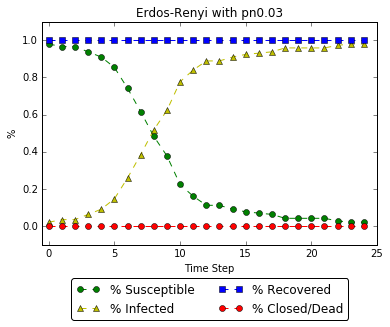 Erdos-Renyi with pn0.03
1.0
0.8
0.6
0.4
0.2
0.0
%
0 5 10 15 20 25
Time Step
% Susceptible % Recovered
% Infected % Closed/Dead